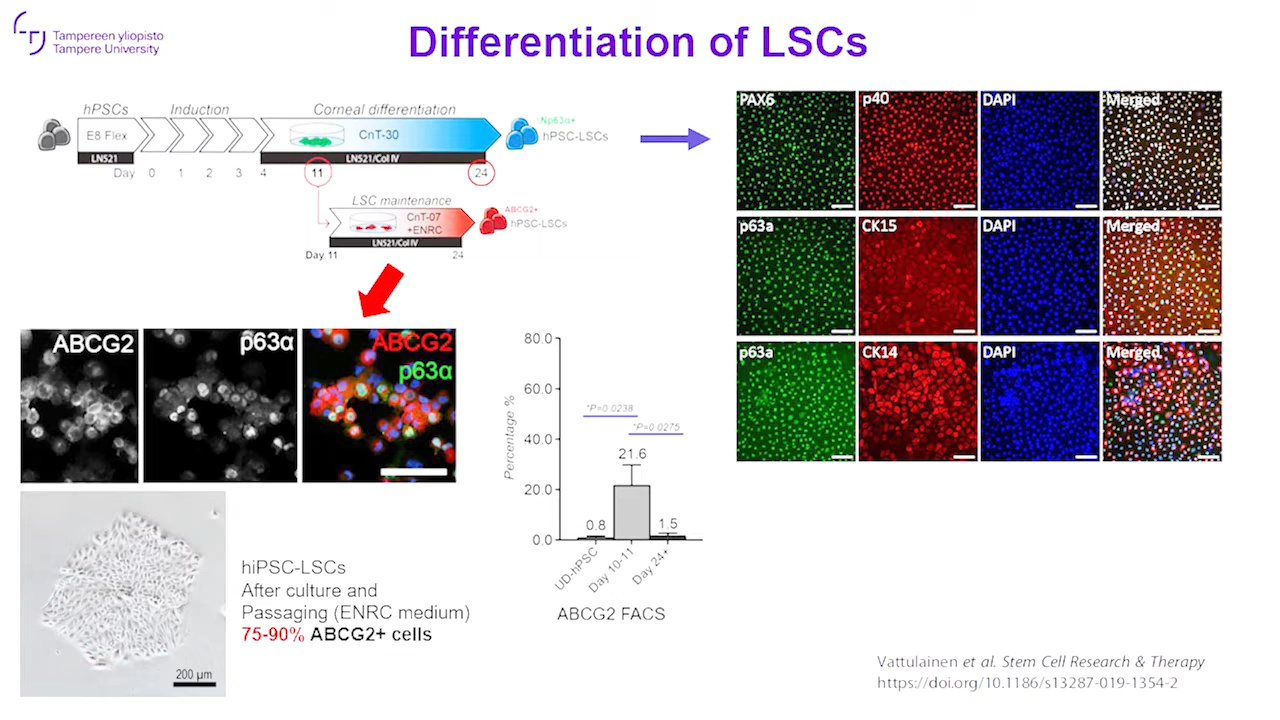 Tampereen yliopisto
Tampere University
Differentiation of LSCs
hPSCs
Induction
Corneal differentiation
E8 Flex
CnT-30
LN521
LN521/Col IV
Day 0 1 2 3 4 11 24
ΔNp63α+
hPSC-LSCs
LSC maintenance
CnT-07
+ENRC
LN521/Col IV
Day 11 24
ABCG2+
hPSC-LSCs
PAX6 p40 DAPI Merged
p63a CK15 DAPI Merged
p63a CK14 DAPI Merged
ABCG2
p63α
ABCG2
p63α
80.0
60.0
40.0
20.0
0.0
Percentage %
*P=0.0238
*P=0.0275
0.8
21.6
1.5
UD-hPSC
Day 10-11
Day 24+
ABCG2 FACS
200 µm
hiPSC-LSCs
After culture and
Passaging (ENRC medium)
75-90% ABCG2+ cells
Vattulainen et al. Stem Cell Research & Therapy
https://doi.org/10.1186/s13287-019-1354-2